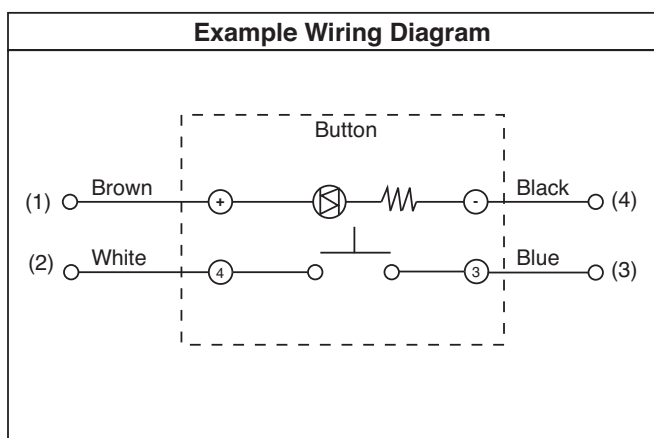 Example Wiring Diagram
Button
(1) Brown + - Black (4)
(2) White 4 3 Blue (3)